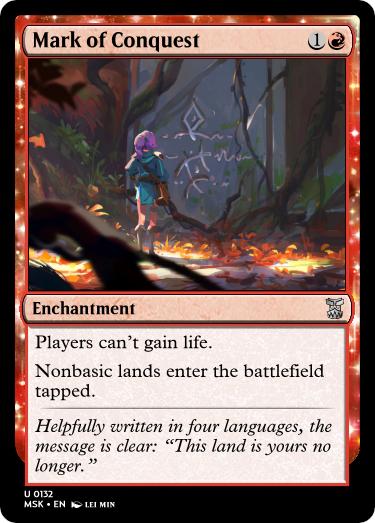 Mark of Conquest 1
Enchantment
Players can't gain life.
Nonbasic lands enter the battlefield
tapped.
Helpfully written in four languages, the
message is clear: “This land is yours no
longer.”
U 0132
MSK • EN LEI MIN